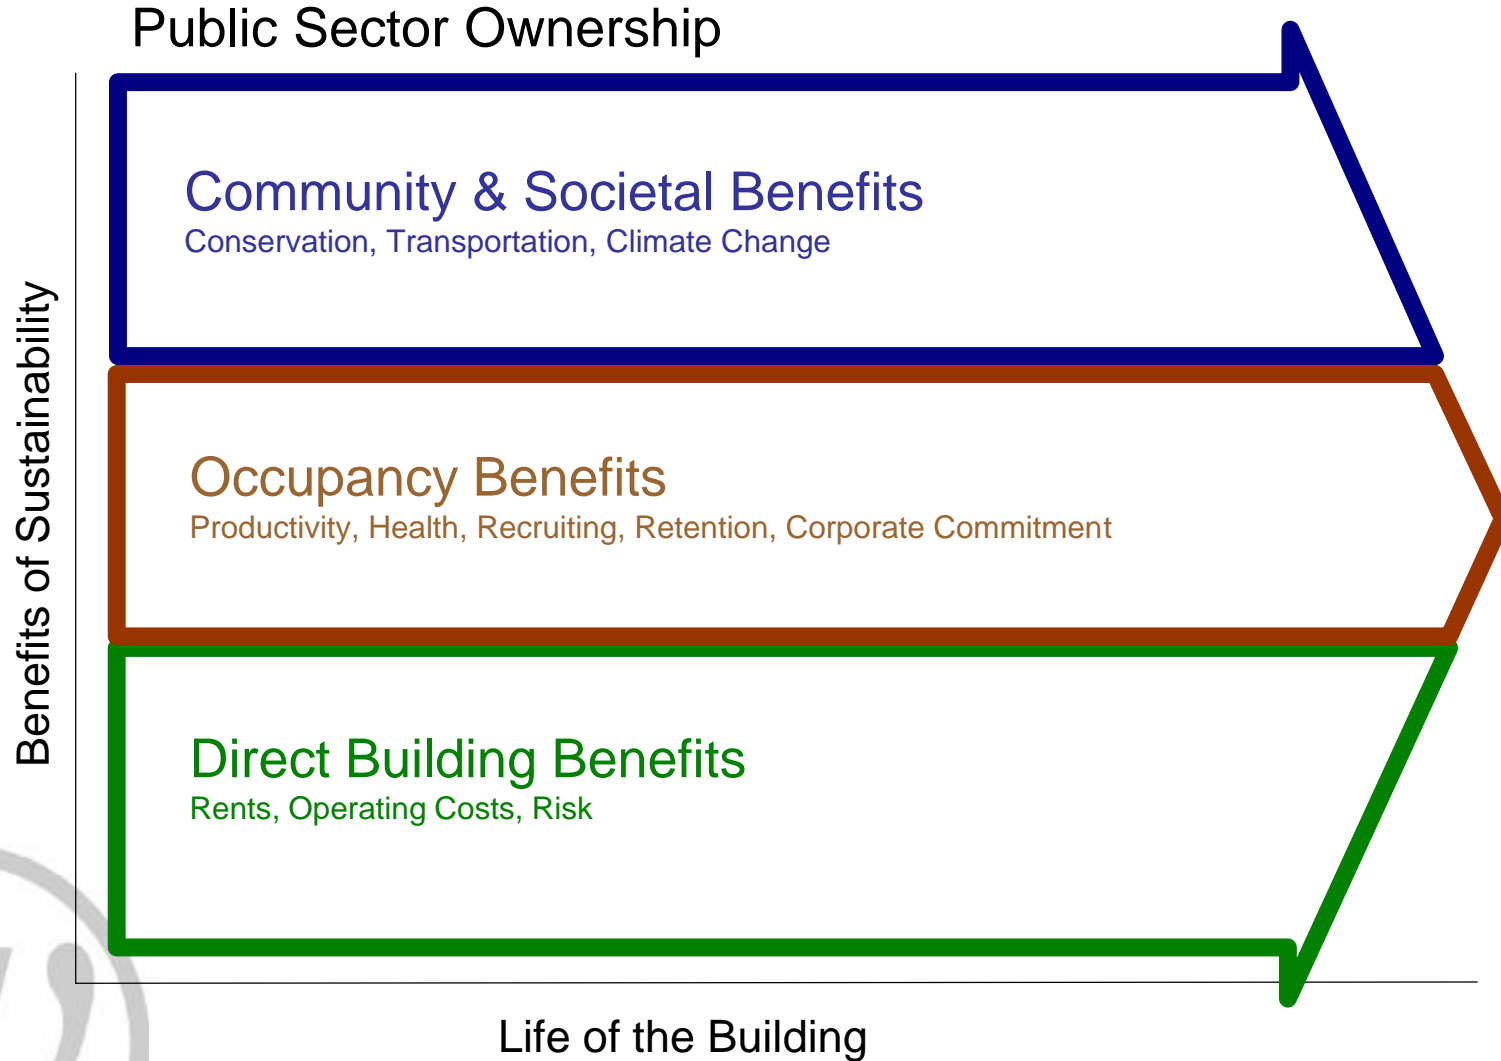 Public Sector Ownership
Community & Societal Benefits
Conservation, Transportation, Climate Change
Benefits of Sustainability
Occupancy Benefits
Productivity, Health, Recruiting, Retention, Corporate Commitment
Direct Building Benefits
Rents, Operating Costs, Risk
Life of the Building